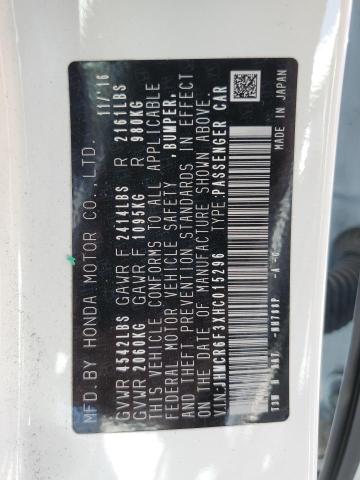 MFD.BY HONDA MOTOR CO.,LTD. 11/'16
GVWR 4542LBS GAWR F 2414LBS R 2161LBS
GVWR 2060KG GAWR F 1095KG R 980KG
THIS VEHICLE CONFORMS TO ALL APPLICABLE
FEDERAL MOTOR VEHICLE SAFETY ,BUMPER,
AND THEFT PREVENTION STANDARDS IN EFFECT
ON THE DATE OF MANUFACTURE SHOWN ABOVE.
V.I.N:JHMCR6F3XHC015296 TYPE:PASSENGER CAR
MADE IN JAPAN
-A -C